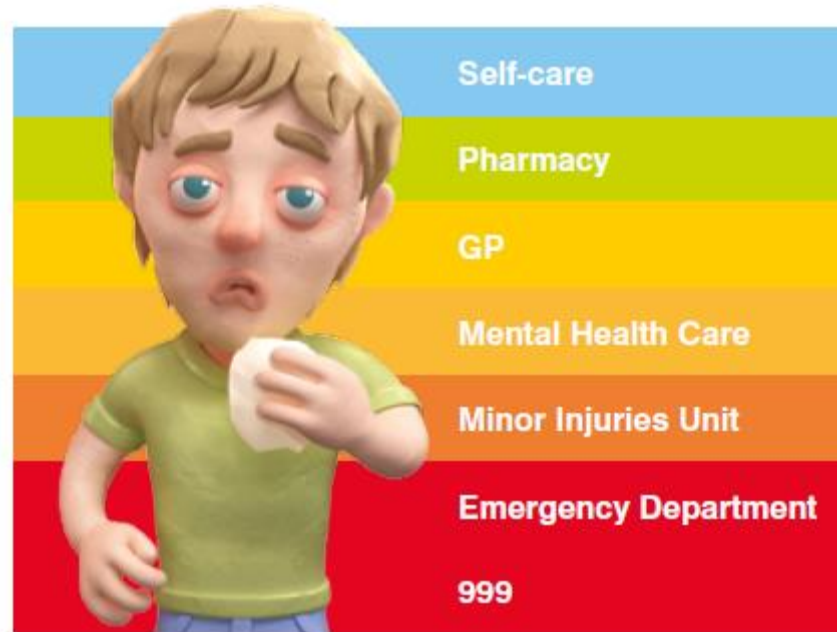 Self-care
Pharmacy
GP
Mental Health Care
Minor Injuries Unit
Emergency Department
999